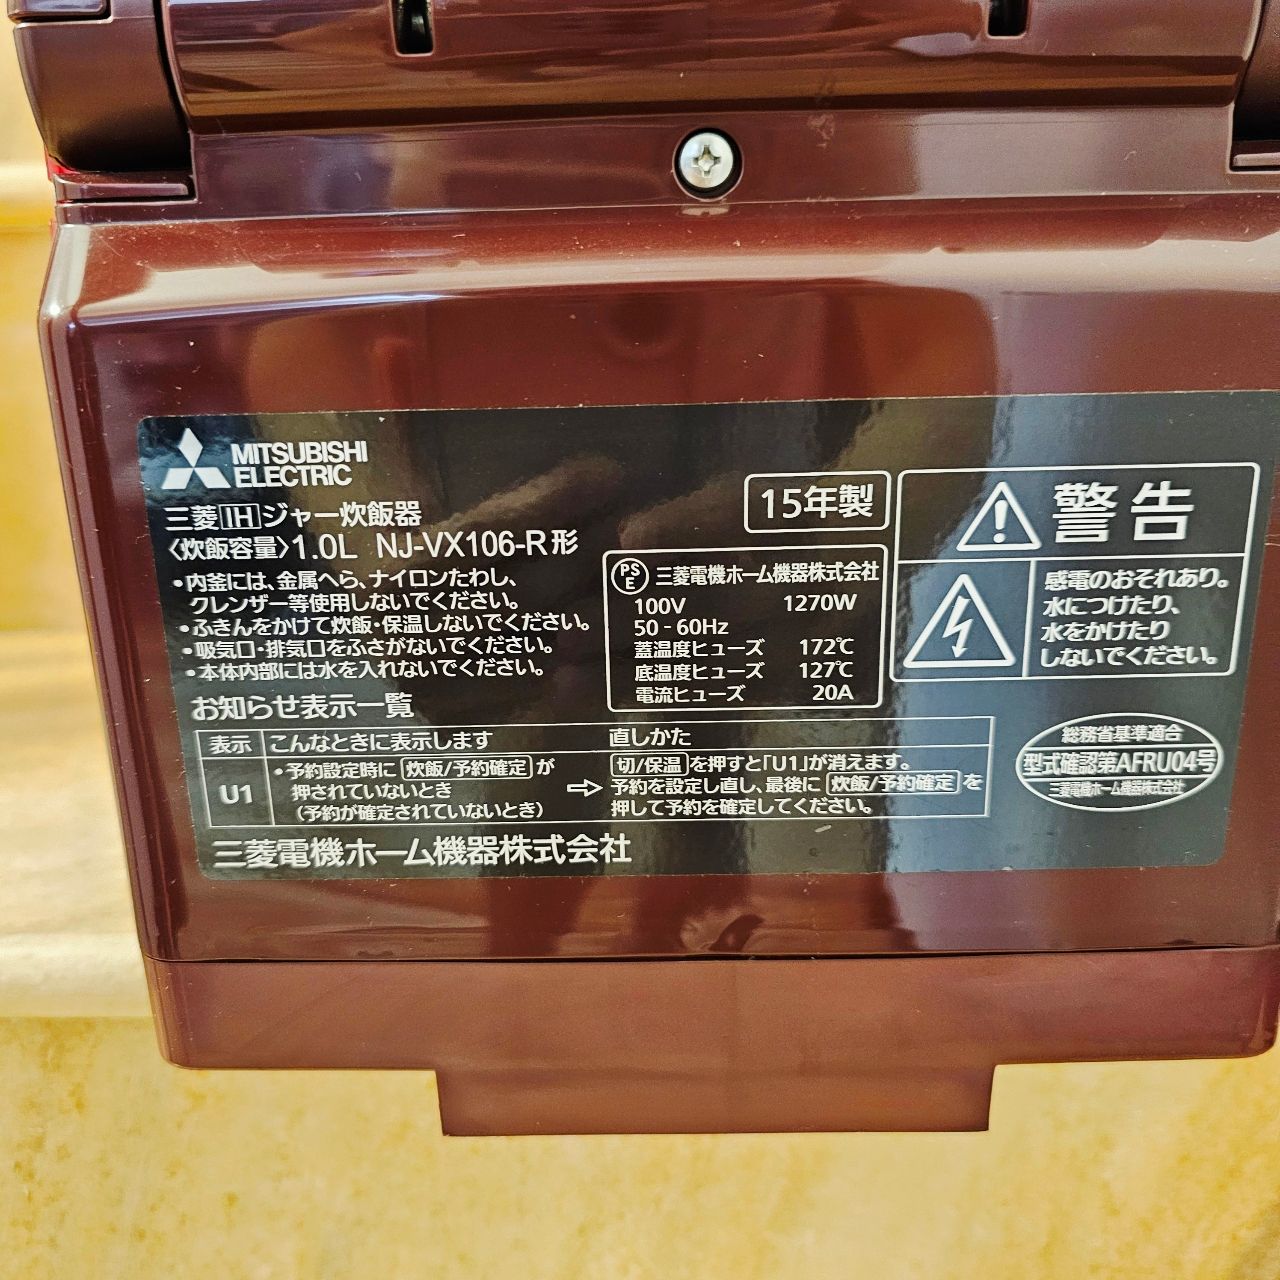 MITSUBISHI
ELECTRIC
三菱IHジャー炊飯器
〈炊飯容量〉1.0L NJ-VX106-R形
・内釜には、金属へら、ナイロンたわし、
クレンザー等使用しないでください。
・ふきんをかけて炊飯・保温しないでください。
・吸気口・排気口をふさがないでください。
・本体内部には水を入れないでください。
15年製
PS
E 三菱電機ホーム機器株式会社
100V 1270W
50-60Hz
蓋温度ヒューズ 172℃
底温度ヒューズ 127℃
電流ヒューズ 20A
警告
感電のおそれあり。
水につけたり、
水をかけたり
しないでください。
お知らせ表示一覧
表示 こんなときに表示します 直しかた
U1
・予約設定時に 炊飯/予約確定 が
押されていないとき
(予約が確定されていないとき)
⇨
切/保温 を押すと「U1」が消えます。
予約を設定し直し、最後に 炊飯/予約確定 を
押して予約を確定してください。
総務省基準適合
型式確認第AFRU04号
三菱電機ホーム機器株式会社
三菱電機ホーム機器株式会社